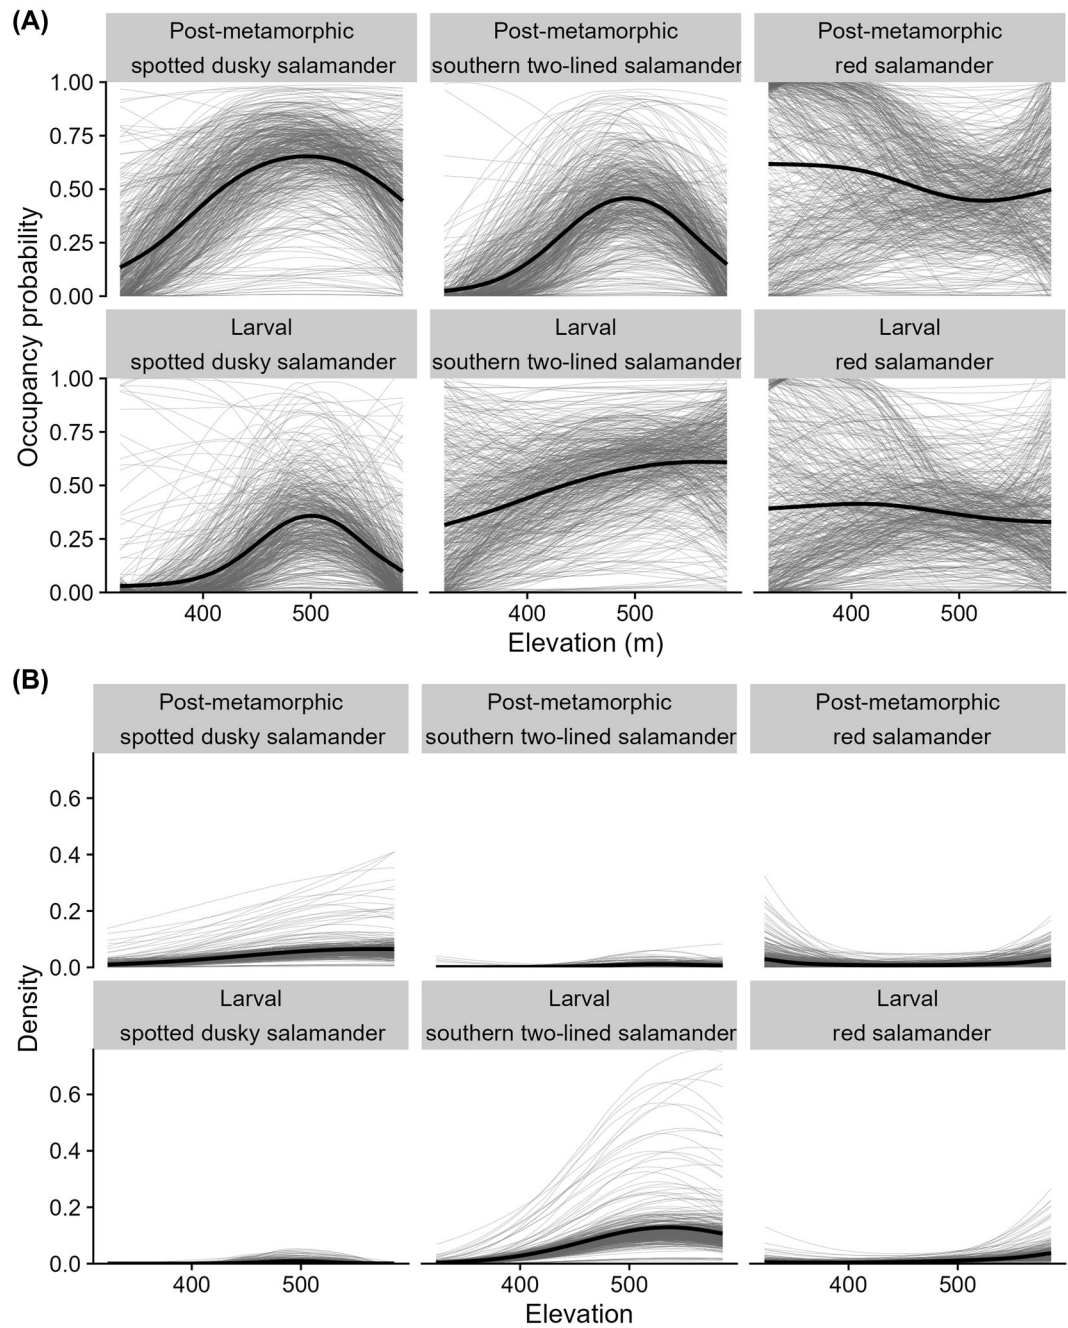 (A)
Post-metamorphic
spotted dusky salamander
Post-metamorphic
southern two-lined salamander
Post-metamorphic
red salamander
Occupancy probability
1.00
0.75
0.50
0.25
0.00
Larval
spotted dusky salamander
Larval
southern two-lined salamander
Larval
red salamander
1.00
0.75
0.50
0.25
0.00
400 500 400 500 400 500
Elevation (m)
(B)
Post-metamorphic
spotted dusky salamander
Post-metamorphic
southern two-lined salamander
Post-metamorphic
red salamander
Density
0.6
0.4
0.2
0.0
Larval
spotted dusky salamander
Larval
southern two-lined salamander
Larval
red salamander
0.6
0.4
0.2
0.0
400 500 400 500 400 500
Elevation